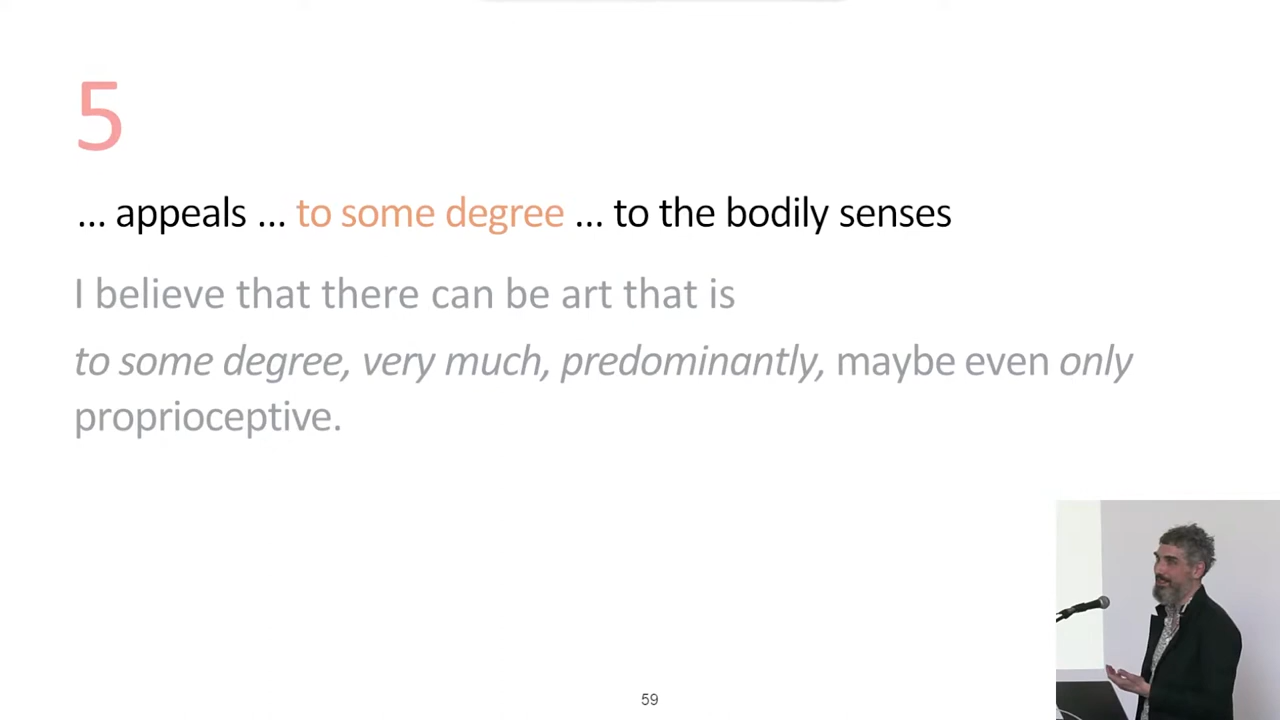 5
... appeals ... to some degree ... to the bodily senses
I believe that there can be art that is
to some degree, very much, predominantly, maybe even only
proprioceptive.
59